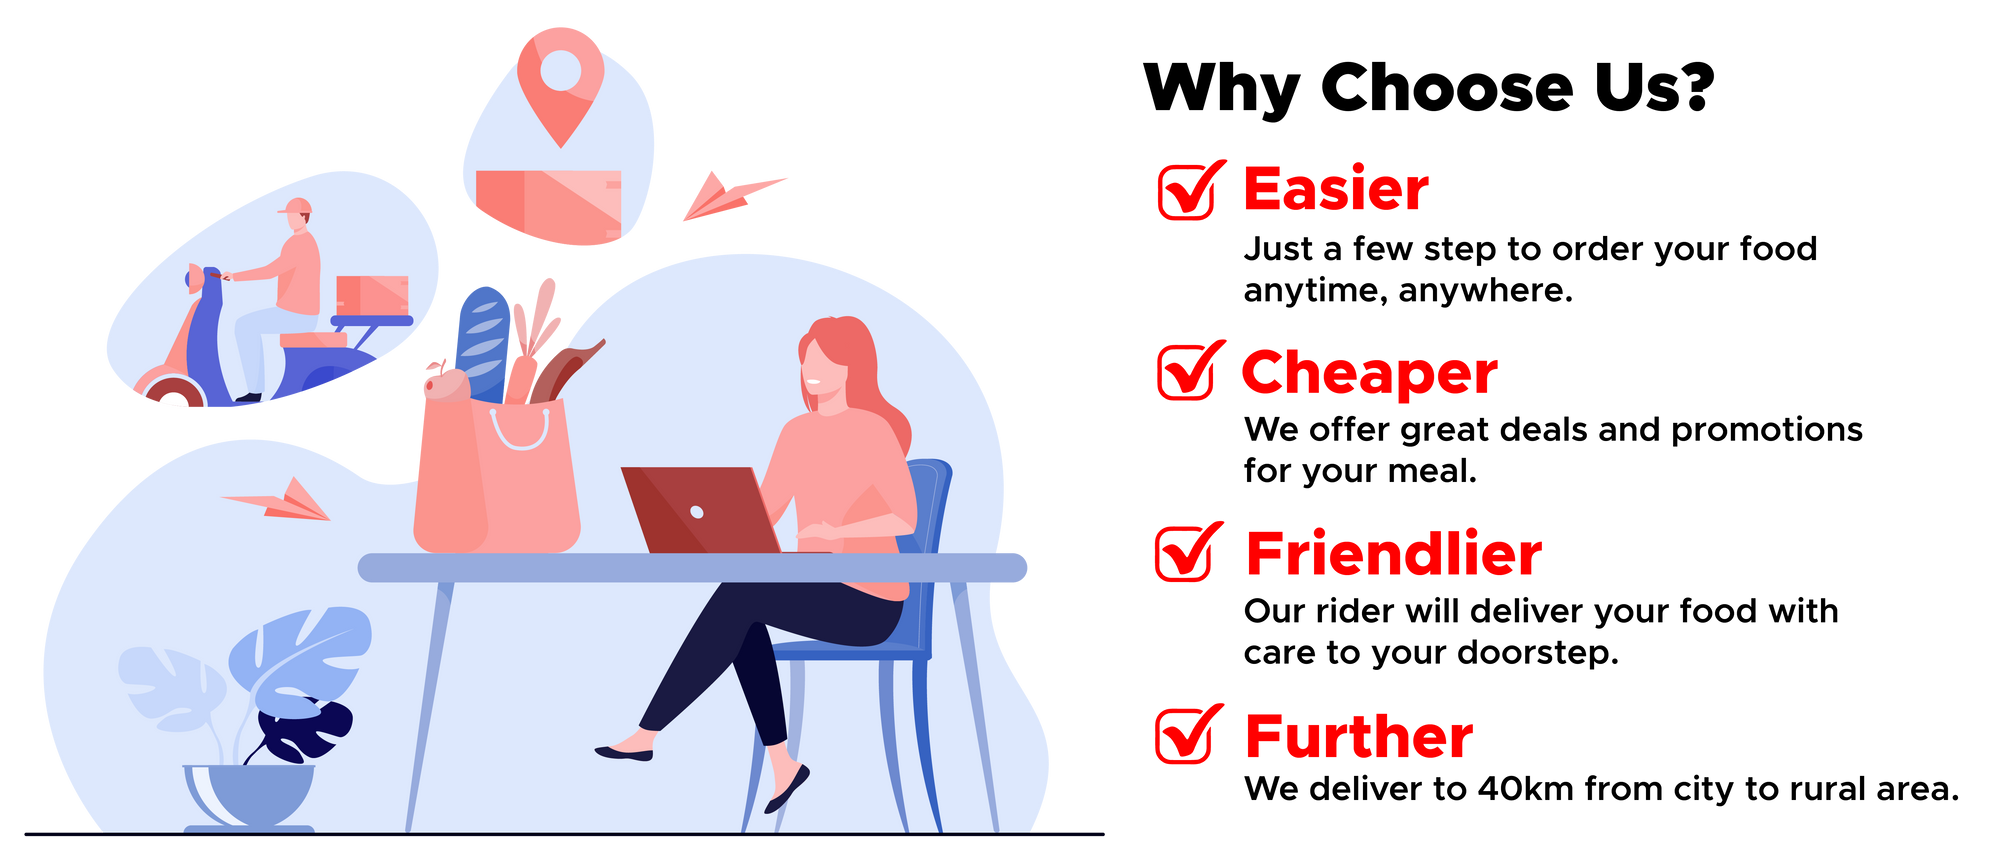 Why Choose Us?
Easier
Just a few step to order your food
anytime, anywhere.
Cheaper
We offer great deals and promotions
for your meal.
Friendlier
Our rider will deliver your food with
care to your doorstep.
Further
We deliver to 40km from city to rural area.